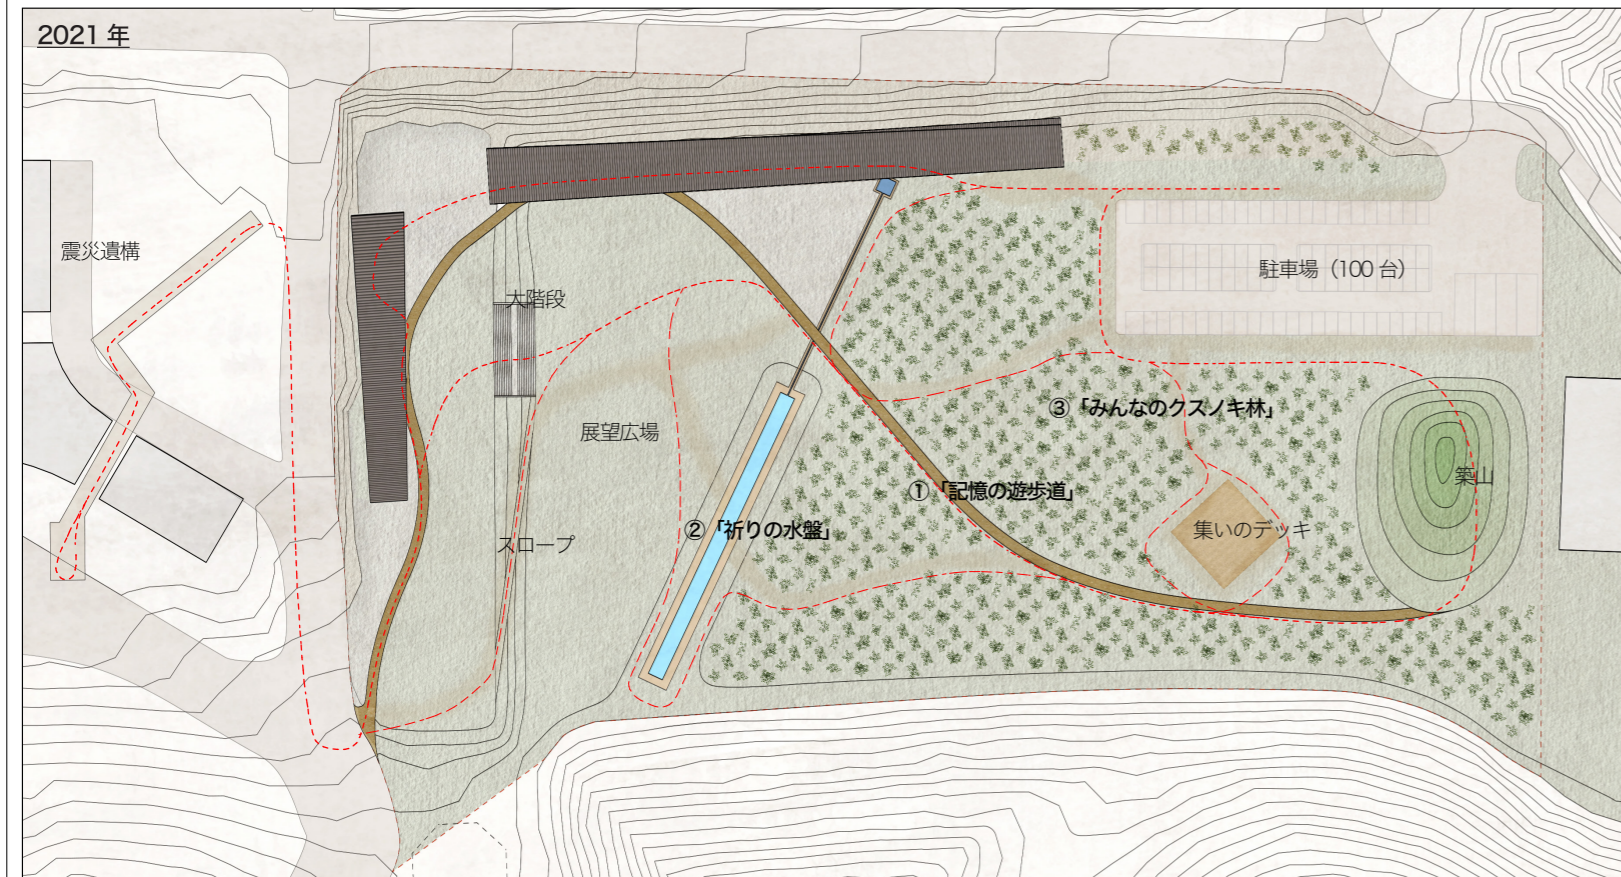 2021 年
震災遺構
大階段
駐車場（100 台）
③「みんなのクスノキ林」
展望広場
築山
①「記憶の遊歩道」
②「祈りの水盤」
集いのデッキ
スロープ